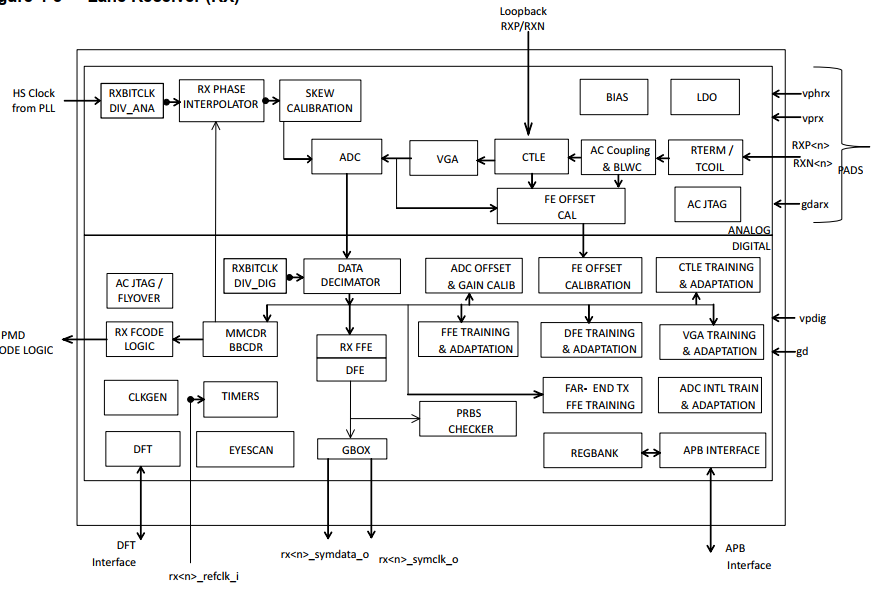 Lane Receiver (RX)
Loopback
RXP/RXN
HS Clock
from PLL
RXBITCLK
DIV_ANA
RX PHASE
INTERPOLATOR
SKEW
CALIBRATION
BIAS
LDO
vphrx
vprx
ADC
VGA
CTLE
AC Coupling
& BLWC
RTERM /
TCOIL
RXP<n>
RXN<n>
PADS
FE OFFSET
CAL
AC JTAG
gdarx
ANALOG
DIGITAL
AC JTAG /
FLYOVER
RXBITCLK
DIV_DIG
DATA
DECIMATOR
ADC OFFSET
& GAIN CALIB
FE OFFSET
CALIBRATION
CTLE TRAINING
& ADAPTATION
vpdig
PMD
ODE LOGIC
RX FCODE
LOGIC
MMCDR
BBCDR
RX FFE
DFE
FFE TRAINING
& ADAPTATION
DFE TRAINING
& ADAPTATION
VGA TRAINING
& ADAPTATION
gd
CLKGEN
TIMERS
PRBS
CHECKER
FAR- END TX
FFE TRAINING
ADC INTL TRAIN
& ADAPTATION
DFT
EYESCAN
GBOX
REGBANK
APB INTERFACE
DFT
Interface
rx<n>_refclk_i
rx<n>_symdata_o
rx<n>_symclk_o
APB
Interface